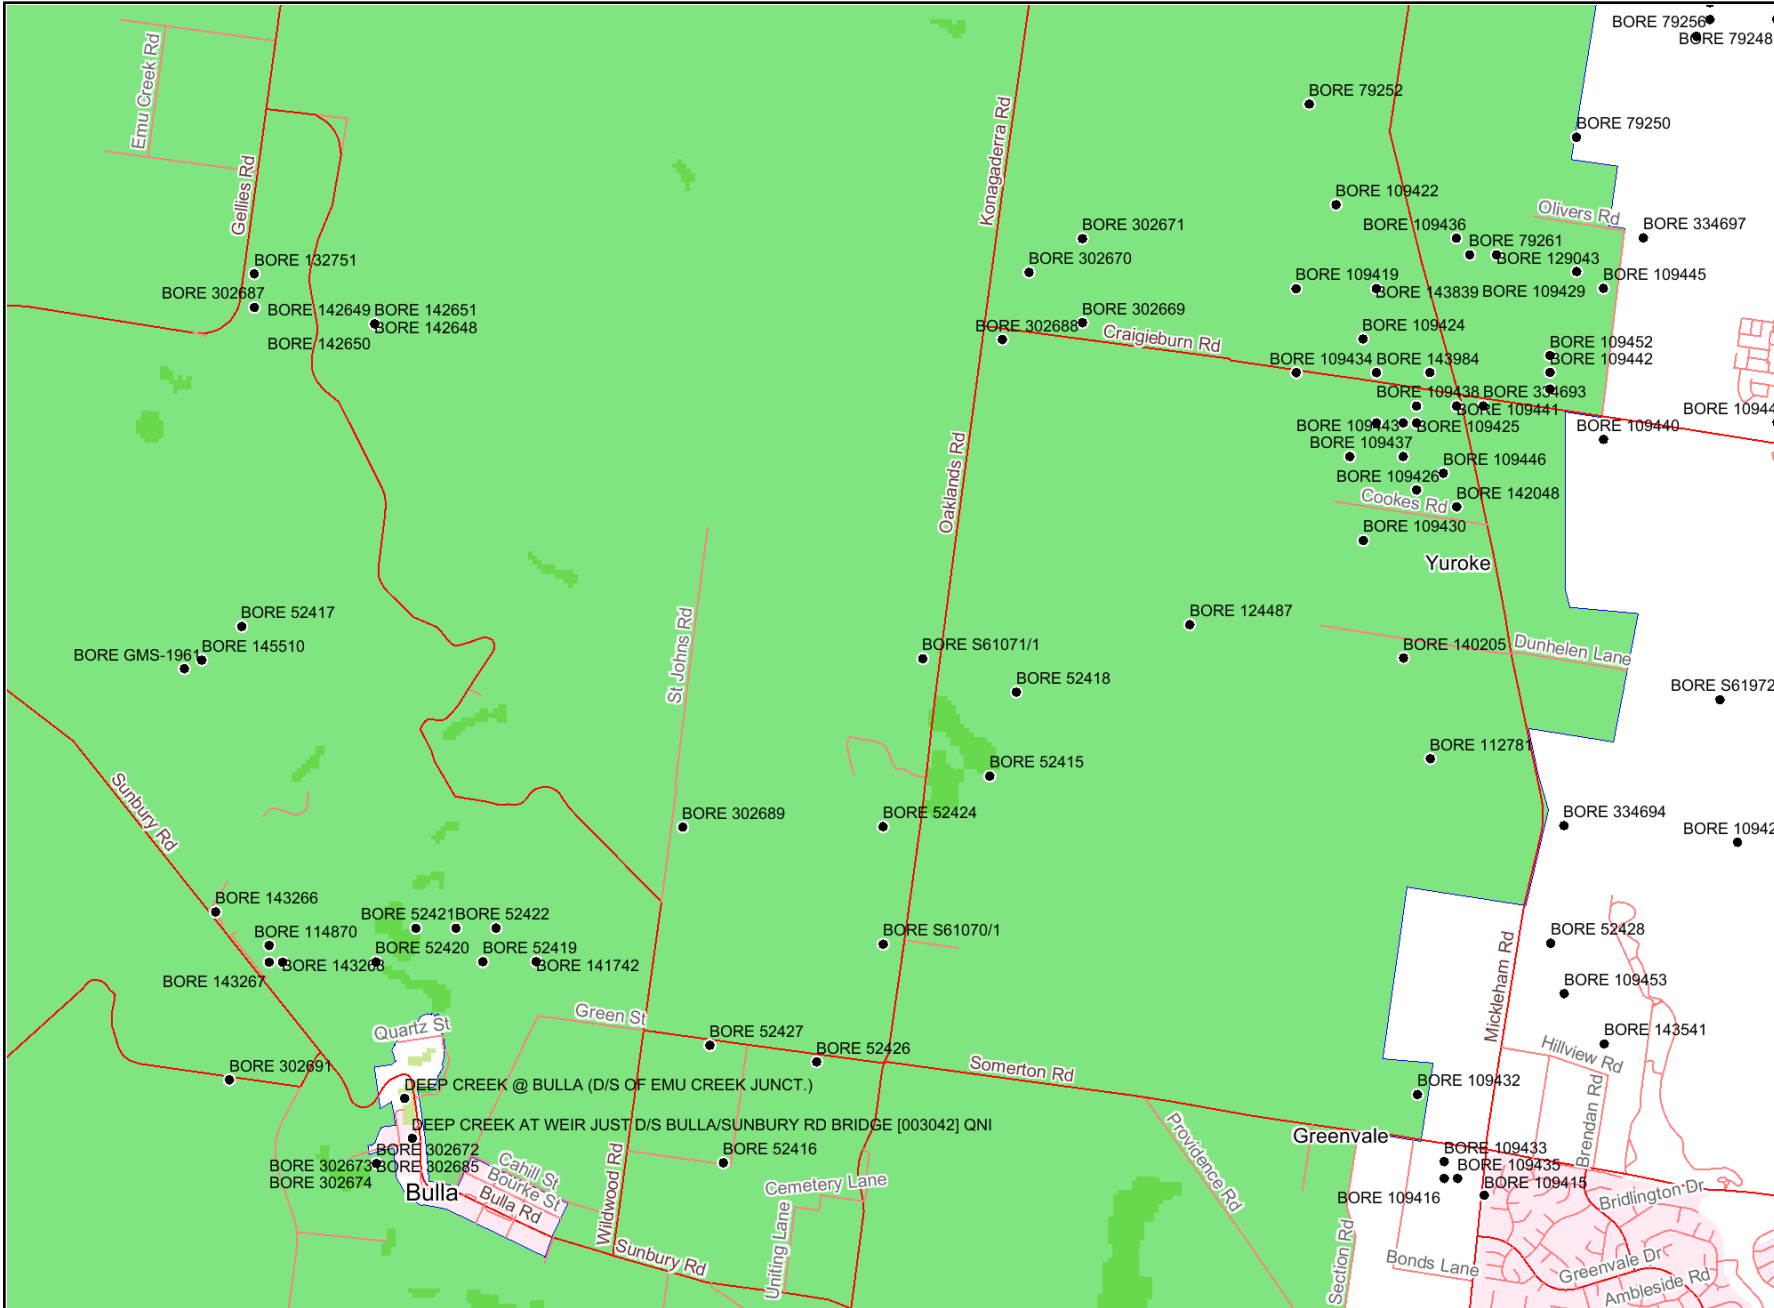 BORE 79256
BORE 79248
Emu Creek Rd
BORE 79252
Konagaderra Rd
BORE 79250
Gellies Rd
BORE 109422
Olivers Rd
BORE 302671
BORE 109436
BORE 334697
BORE 79261
BORE 132751
BORE 302670
BORE 129043
BORE 109419
BORE 109445
BORE 302687
BORE 143839
BORE 109429
BORE 142649
BORE 142651
BORE 302669
BORE 142648
BORE 302688
Craigieburn Rd
BORE 109424
BORE 142650
BORE 109452
BORE 109434
BORE 143984
BORE 109442
BORE 109438
BORE 334693
BORE 109441
BORE 10944
BORE 109443
BORE 109425
BORE 109440
BORE 109437
Oaklands Rd
BORE 109446
BORE 109426
Cookes Rd
BORE 142048
BORE 109430
Yuroke
BORE 52417
BORE 124487
St Johns Rd
BORE GMS-1961
BORE 145510
BORE S61071/1
BORE 140205
Dunhelen Lane
BORE 52418
BORE S61972
BORE 112781
BORE 52415
Sunbury Rd
BORE 302689
BORE 52424
BORE 334694
BORE 10942
BORE 143266
BORE 52421
BORE 52422
BORE 114870
BORE S61070/1
BORE 52428
BORE 52420
BORE 52419
BORE 143268
BORE 141742
BORE 143267
BORE 109453
Mickleham Rd
Green St
Quartz St
BORE 52427
BORE 143541
BORE 52426
Hillview Rd
Somerton Rd
BORE 302691
DEEP CREEK @ BULLA (D/S OF EMU CREEK JUNCT.)
BORE 109432
Brendan Rd
DEEP CREEK AT WEIR JUST D/S BULLA/SUNBURY RD BRIDGE [003042] QNI
Greenvale
Providence Rd
BORE 302672
BORE 52416
BORE 109433
BORE 302673
BORE 302685
BORE 109435
BORE 302674
Cahill St
Bourke St
Bulla Rd
Bulla
Wildwood Rd
Cemetery Lane
BORE 109415
BORE 109416
Bridlington Dr
Uniting Lane
Section Rd
Sunbury Rd
Bonds Lane
Greenvale Dr
Ambleside Rd